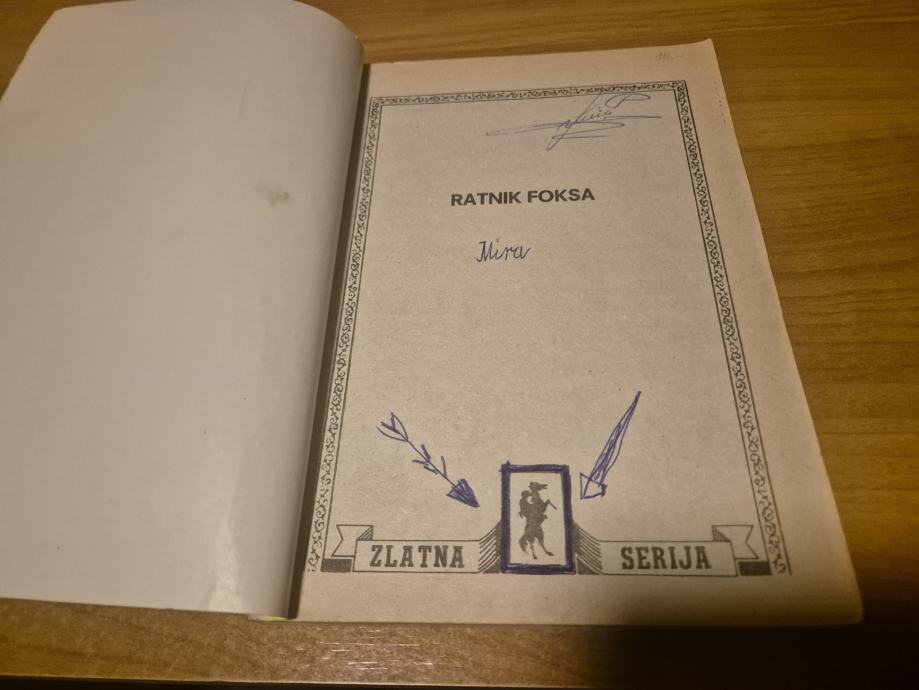 RATNIK FOKSA
Mira
ZLATNA SERIJA